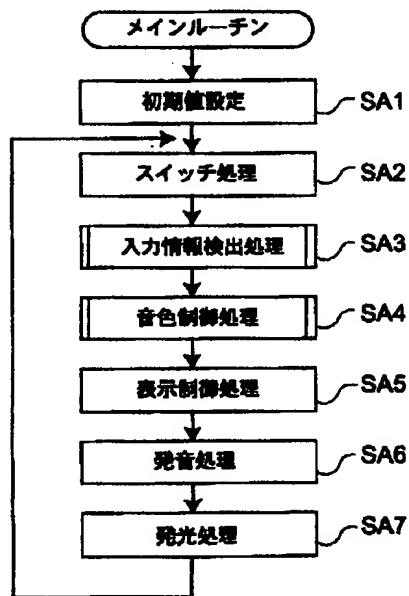 メインルーチン
初期値設定
SA1
スイッチ処理
SA2
入力情報検出処理
SA3
音色制御処理
SA4
表示制御処理
SA5
発音処理
SA6
発光処理
SA7